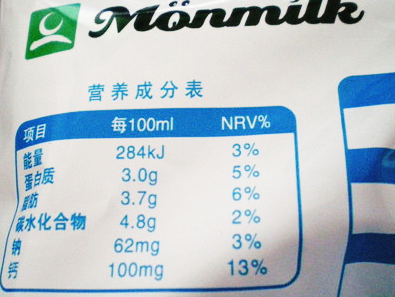 Mönmilk
营养成分表
项目 每100ml NRV%
能量 284kJ 3%
蛋白质 3.0g 5%
脂肪 3.7g 6%
碳水化合物 4.8g 2%
钠 62mg 3%
钙 100mg 13%